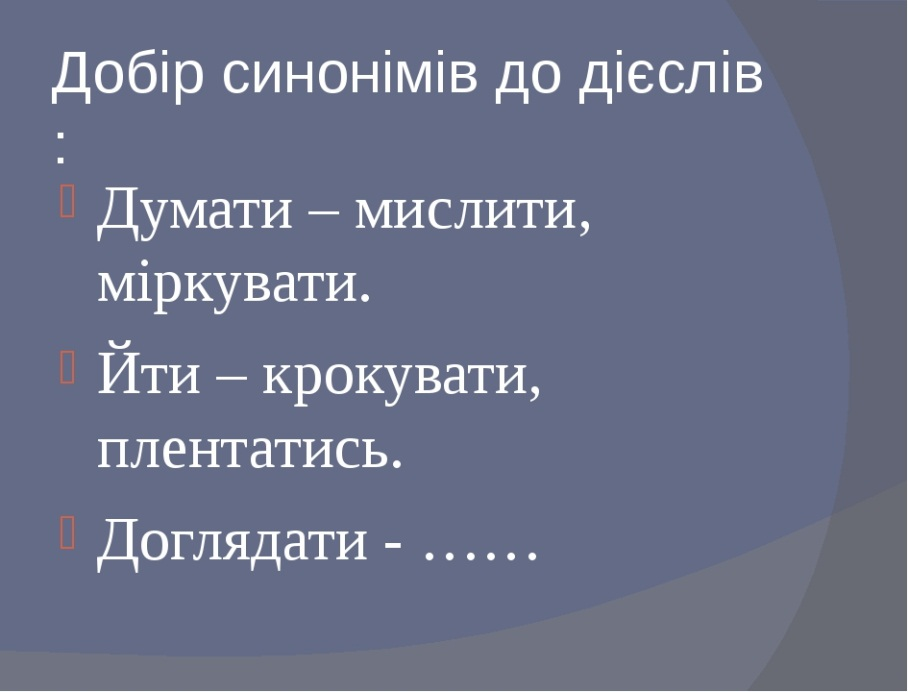 Добір синонімів до дієслів
:
Думати – мислити,
міркувати.
Йти – крокувати,
плентатись.
Доглядати - ……